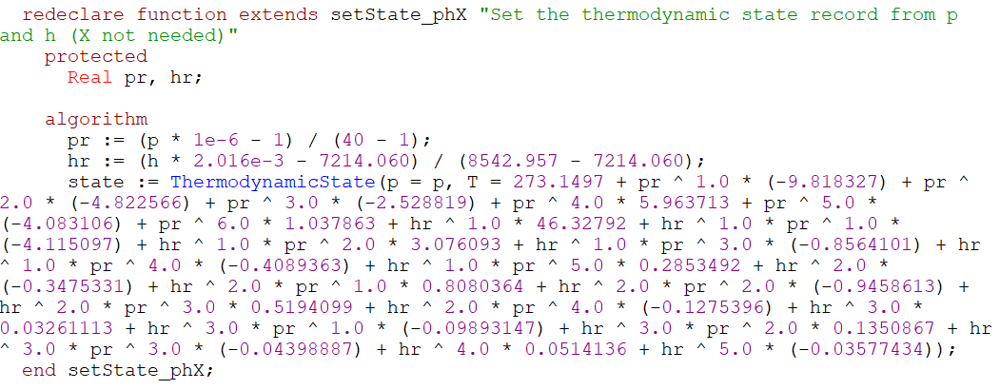 redeclare function extends setState_phX "Set the thermodynamic state record from p
and h (X not needed)"
protected
Real pr, hr;
algorithm
pr := (p * 1e-6 - 1) / (40 - 1);
hr := (h * 2.016e-3 - 7214.060) / (8542.957 - 7214.060);
state := ThermodynamicState(p = p, T = 273.1497 + pr ^ 1.0 * (-9.818327) + pr ^
2.0 * (-4.822566) + pr ^ 3.0 * (-2.528819) + pr ^ 4.0 * 5.963713 + pr ^ 5.0 *
(-4.083106) + pr ^ 6.0 * 1.037863 + hr ^ 1.0 * 46.32792 + hr ^ 1.0 * pr ^ 1.0 *
(-4.115097) + hr ^ 1.0 * pr ^ 2.0 * 3.076093 + hr ^ 1.0 * pr ^ 3.0 * (-0.8564101) + hr
^ 1.0 * pr ^ 4.0 * (-0.4089363) + hr ^ 1.0 * pr ^ 5.0 * 0.2853492 + hr ^ 2.0 *
(-0.3475331) + hr ^ 2.0 * pr ^ 1.0 * 0.8080364 + hr ^ 2.0 * pr ^ 2.0 * (-0.9458613) +
hr ^ 2.0 * pr ^ 3.0 * 0.5194099 + hr ^ 2.0 * pr ^ 4.0 * (-0.1275396) + hr ^ 3.0 *
0.03261113 + hr ^ 3.0 * pr ^ 1.0 * (-0.09893147) + hr ^ 3.0 * pr ^ 2.0 * 0.1350867 + hr
^ 3.0 * pr ^ 3.0 * (-0.04398887) + hr ^ 4.0 * 0.0514136 + hr ^ 5.0 * (-0.03577434));
end setState_phX;